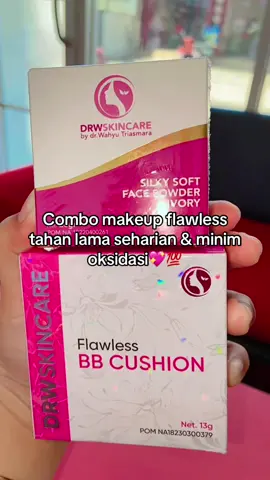 DRWSKINCARE
by dr. Wahyu Triasmara
SILKY SOFT
FACE POWDER
IVORY
Combo makeup flawless
tahan lama seharian & minim
oksidasi💖💯
DRWSKINCARE
Flawless
BB CUSHION
Net. 13g
POM NA18230300379